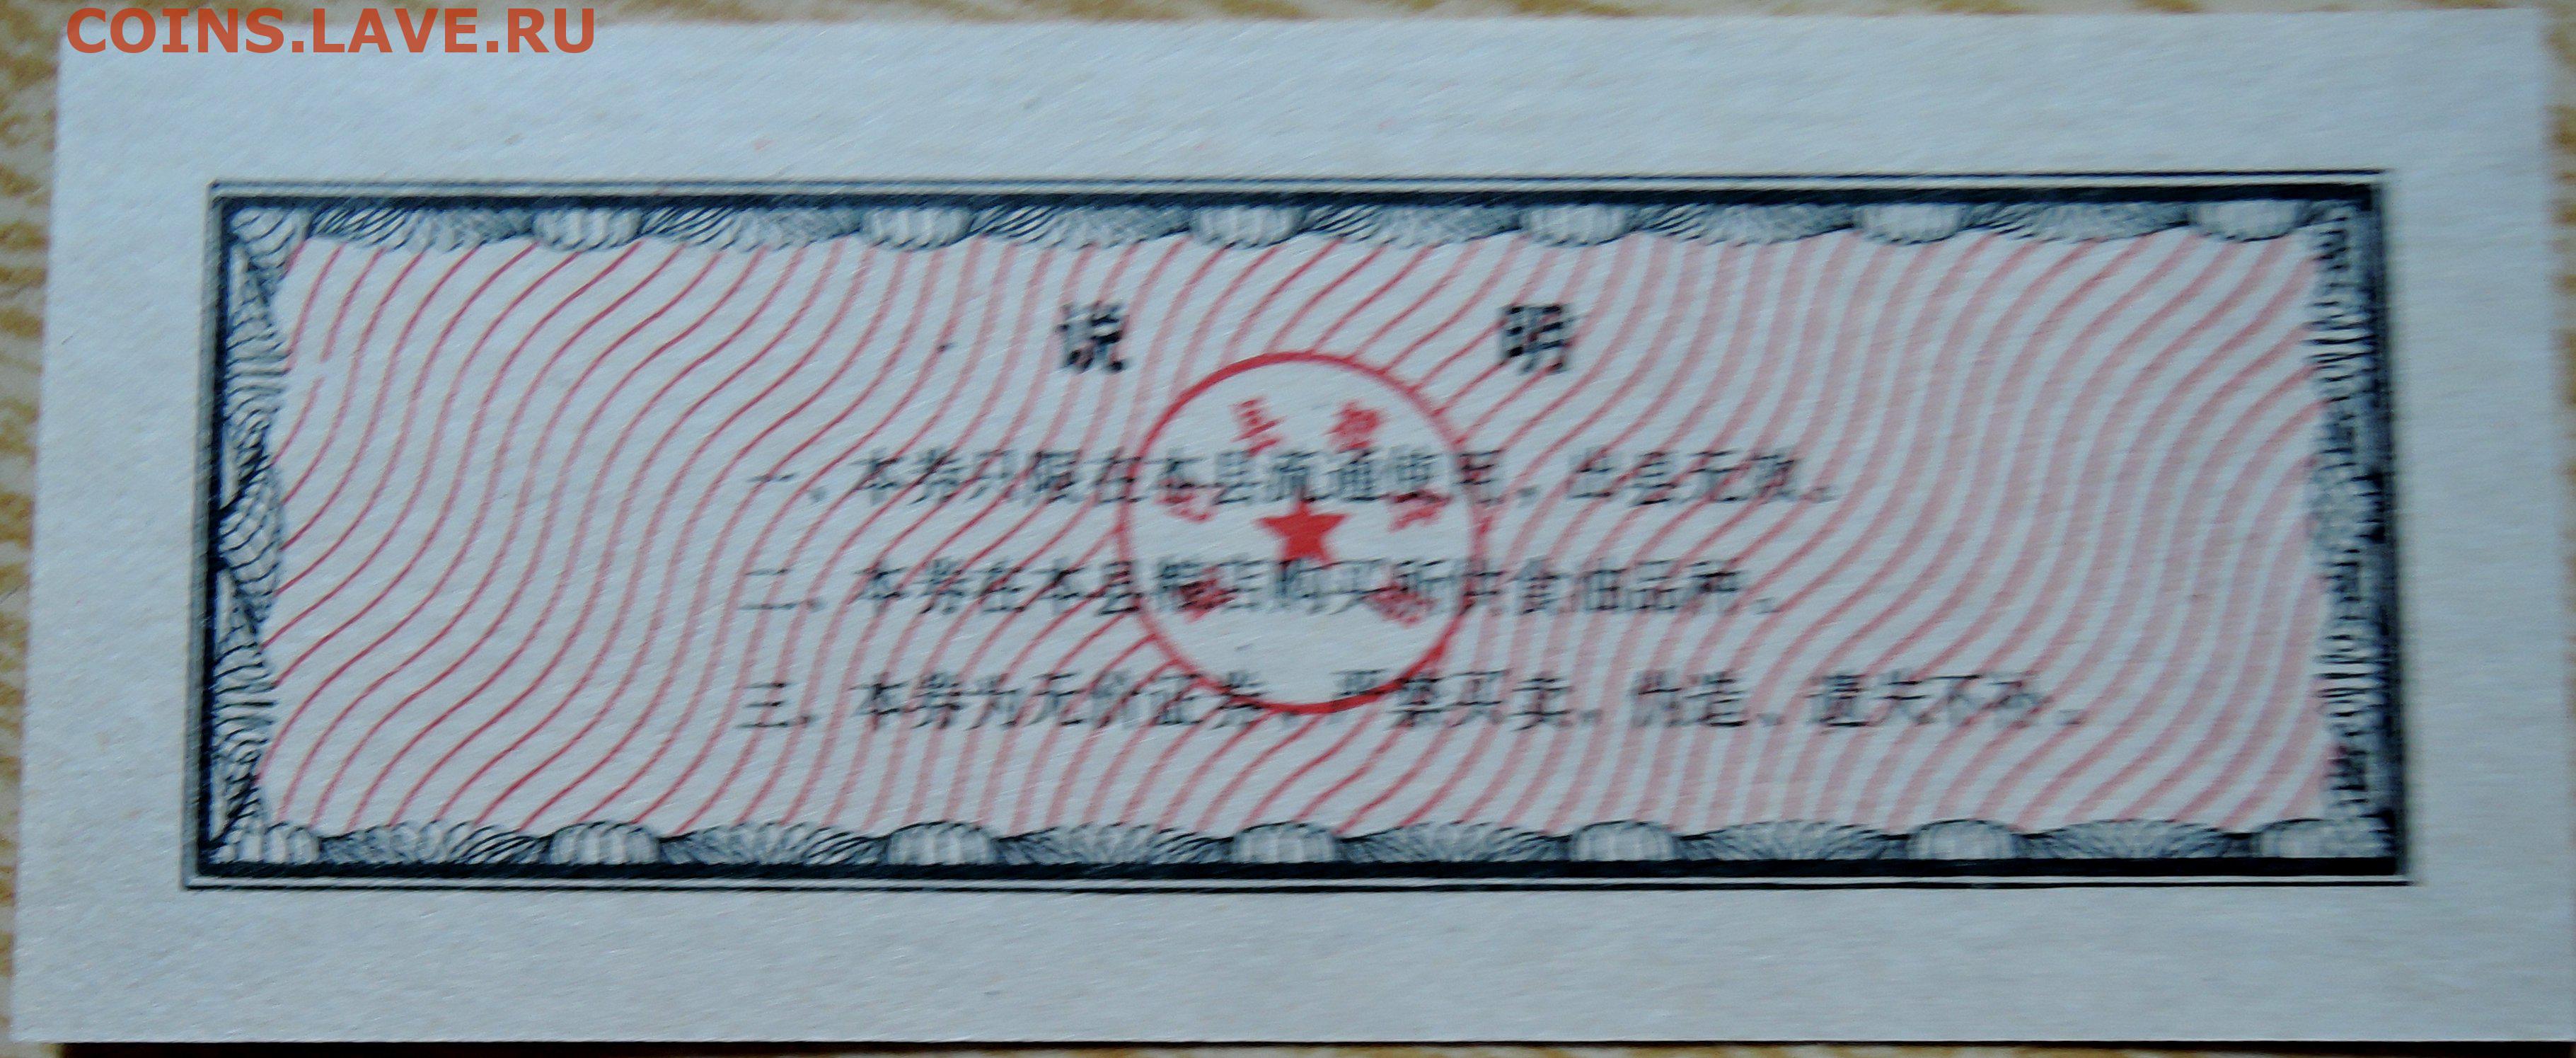 COINS.LAVE.RU
说 明
一、本券只限在本县流通使用，出县无效。
二、本券在本县粮店购买所供食油品种。
三、本券为无价证券，严禁买卖，伪造、遗失不补。